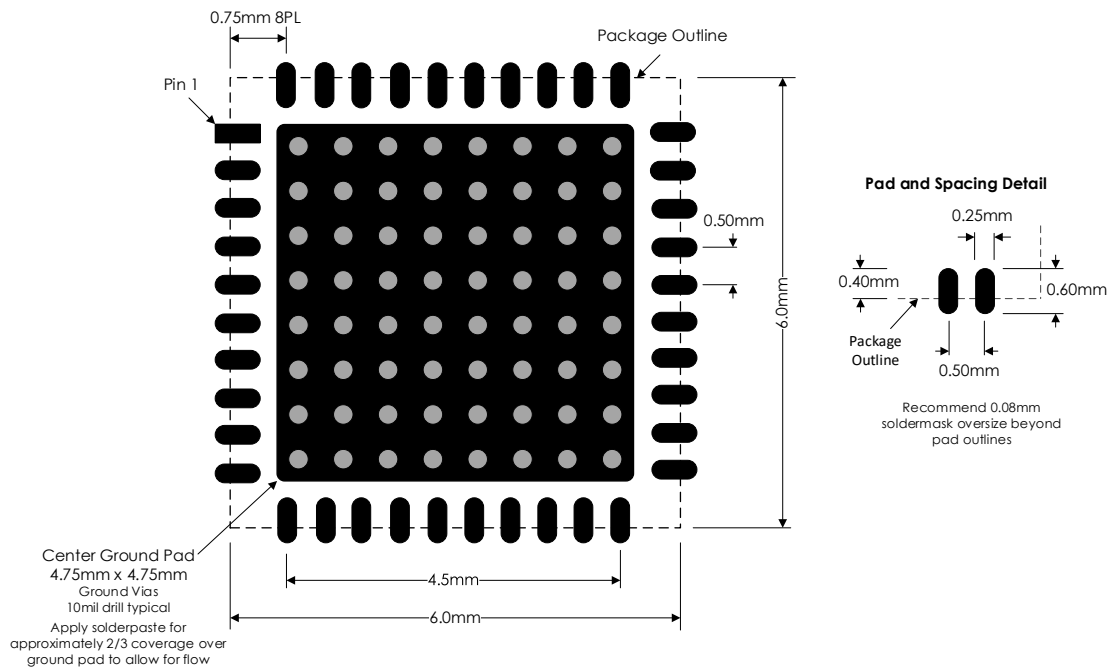 0.75mm 8PL
Package Outline
Pin 1
0.50mm
6.0mm
Pad and Spacing Detail
0.25mm
0.40mm
0.60mm
Package
Outline
0.50mm
Recommend 0.08mm
soldermask oversize beyond
pad outlines
Center Ground Pad
4.75mm x 4.75mm
Ground Vias
10mil drill typical
Apply solderpaste for
approximately 2/3 coverage over
ground pad to allow for flow
4.5mm
6.0mm